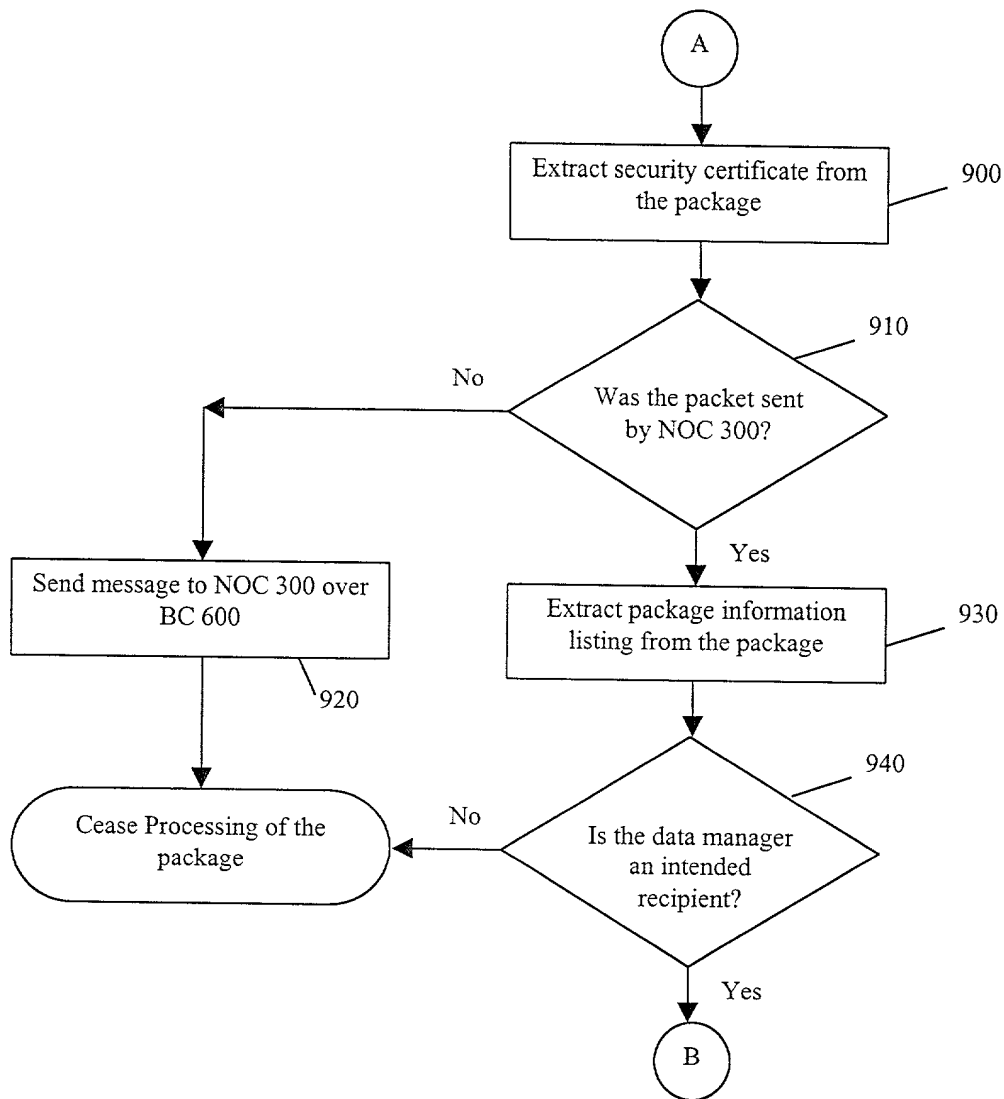 A
Extract security certificate from
the package
900
910
No
Was the packet sent
by NOC 300?
Yes
Send message to NOC 300 over
BC 600
920
Extract package information
listing from the package
930
940
Cease Processing of the
package
No
Is the data manager
an intended
recipient?
Yes
B